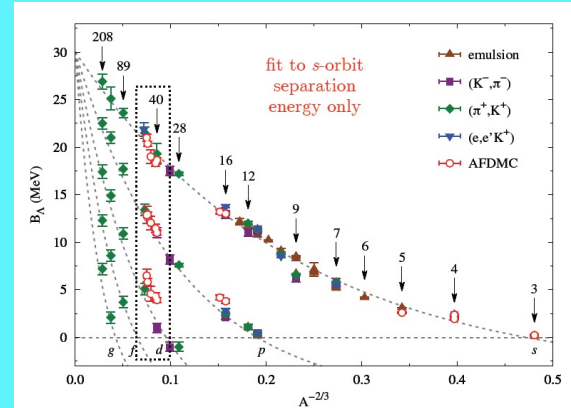 30
25
20
15
10
5
0
B_Λ (MeV)
208
89
40
28
16
12
9
7
6
5
4
3
fit to s-orbit
separation
energy only
emulsion
(K⁻,π⁻)
(π⁺,K⁺)
(e,e'K⁺)
AFDMC
g f d p s
0.0 0.1 0.2 0.3 0.4 0.5
A^{-2/3}